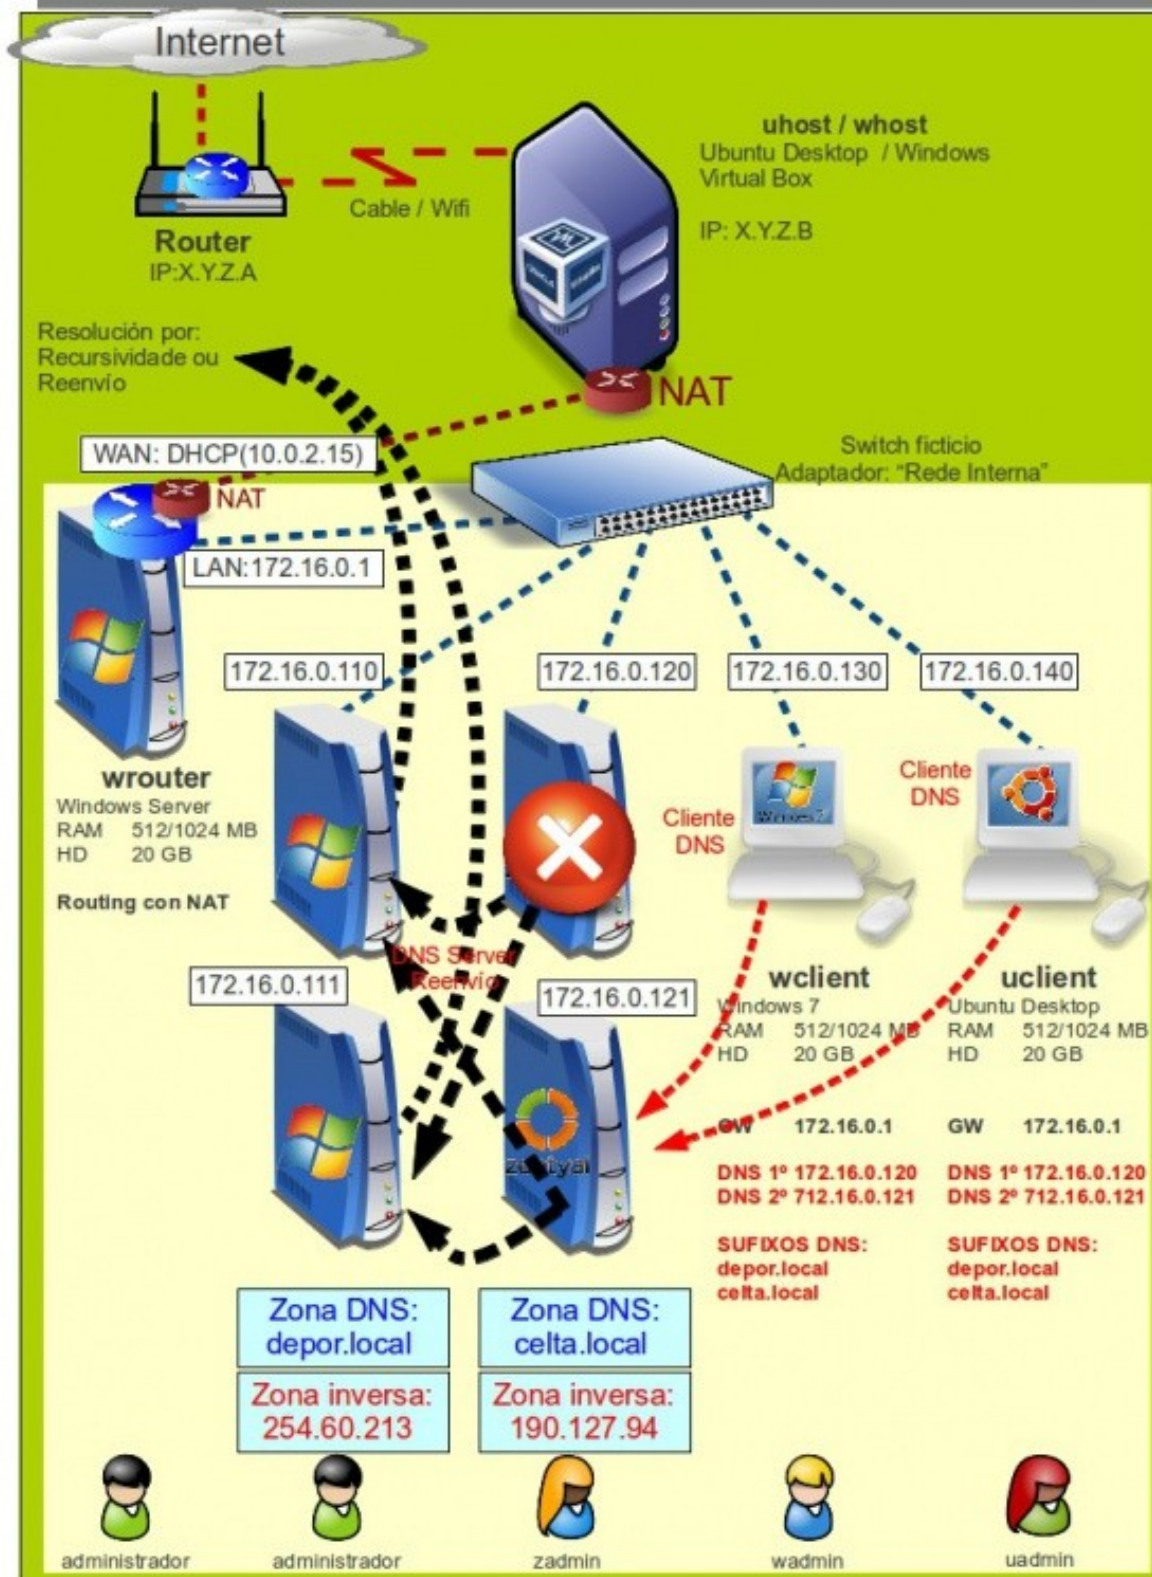 Internet
uhost / whost
Ubuntu Desktop / Windows
Virtual Box
IP: X.Y.Z.B
Cable / Wifi
Router
IP:X.Y.Z.A
Resolución por:
Recursividade ou
Reenvío
NAT
WAN: DHCP(10.0.2.15)
Switch ficticio
Adaptador: "Rede Interna"
NAT
LAN:172.16.0.1
172.16.0.110
172.16.0.120
172.16.0.130
172.16.0.140
wrouter
Windows Server
RAM 512/1024 MB
HD 20 GB
Routing con NAT
Cliente
DNS
Cliente
DNS
Windows 7
DNS Server
Reenvío
172.16.0.111
172.16.0.121
zentyal
wclient
Windows 7
RAM 512/1024 MB
HD 20 GB
GW 172.16.0.1
DNS 1º 172.16.0.120
DNS 2º 712.16.0.121
SUFIXOS DNS:
depor.local
celta.local
uclient
Ubuntu Desktop
RAM 512/1024 MB
HD 20 GB
GW 172.16.0.1
DNS 1º 172.16.0.120
DNS 2º 712.16.0.121
SUFIXOS DNS:
depor.local
celta.local
Zona DNS:
depor.local
Zona inversa:
254.60.213
Zona DNS:
celta.local
Zona inversa:
190.127.94
administrador
administrador
zadmin
wadmin
uadmin